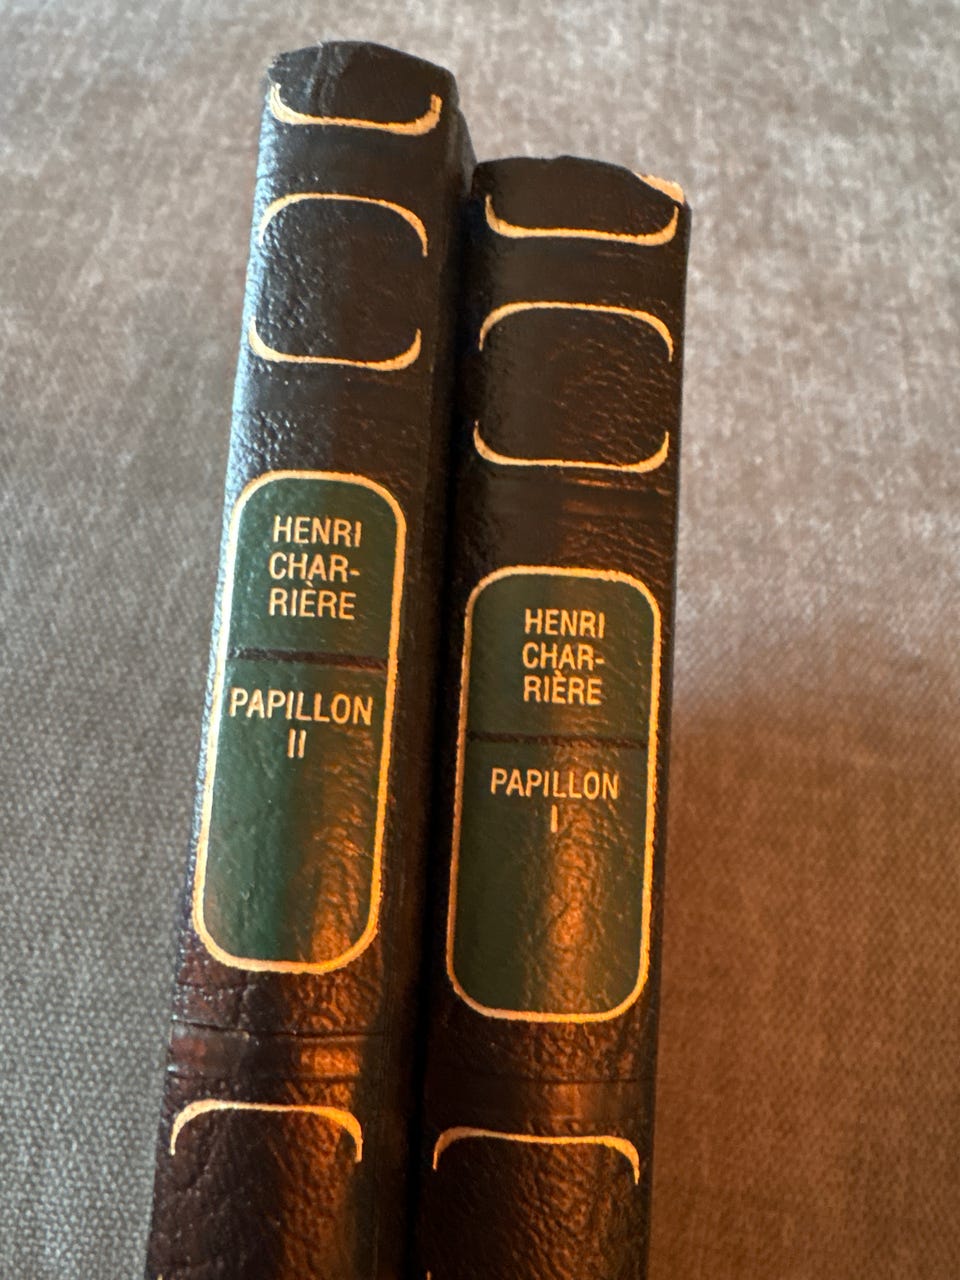 HENRI
CHAR-
RIÈRE
PAPILLON
II
HENRI
CHAR-
RIÈRE
PAPILLON
I